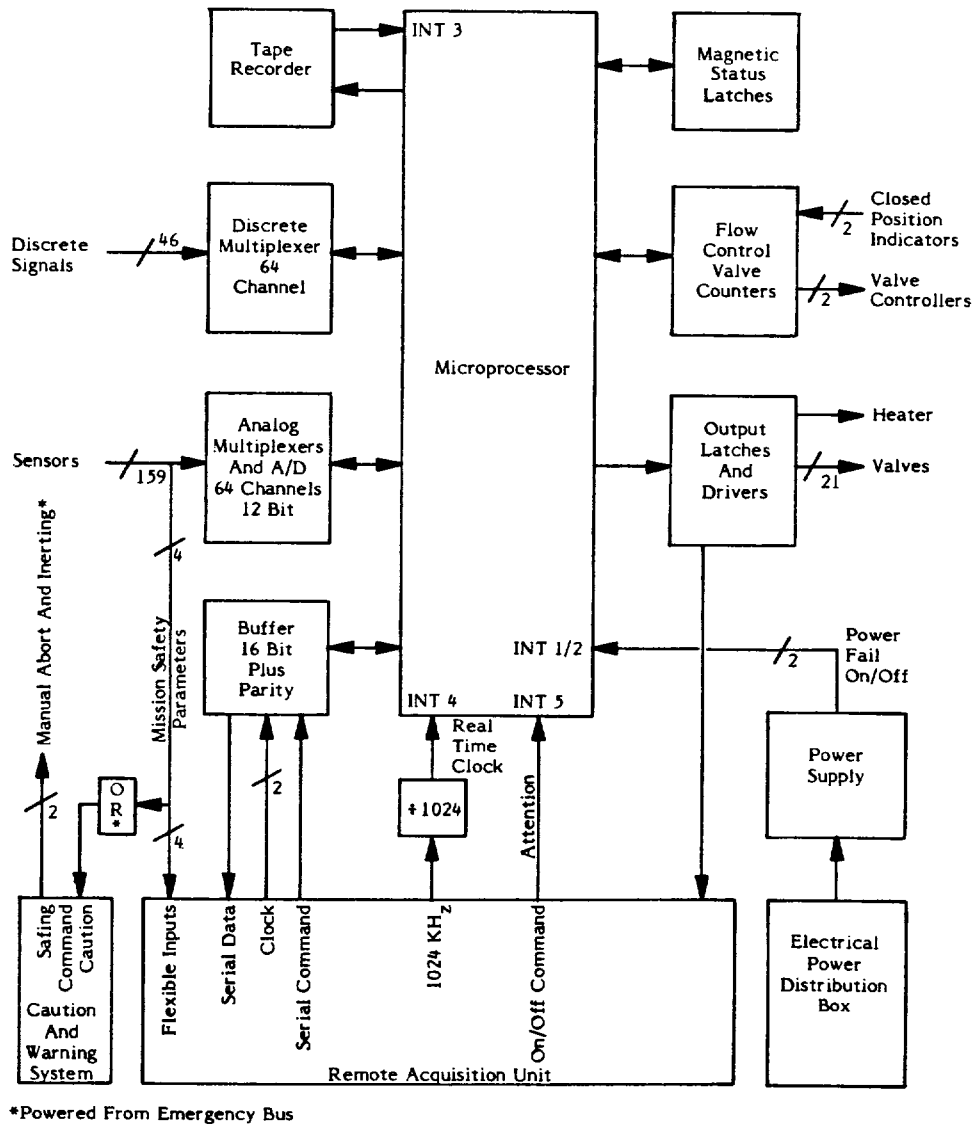 Tape
Recorder
INT 3
Magnetic
Status
Latches
Discrete
Signals
46
Discrete
Multiplexer
64
Channel
Flow
Control
Valve
Counters
2
Closed
Position
Indicators
2
Valve
Controllers
Microprocessor
Sensors
159
Analog
Multiplexers
And A/D
64 Channels
12 Bit
Output
Latches
And
Drivers
Heater
21
Valves
4
Manual Abort And Inerting*
Mission Safety
Parameters
Buffer
16 Bit
Plus
Parity
INT 1/2
2
Power
Fail
On/Off
INT 4
INT 5
Real
Time
Clock
Power
Supply
2
O
R
*
2
÷1024
Attention
4
Safing
Command
Caution
Caution
And
Warning
System
Flexible Inputs
Serial Data
Clock
Serial Command
1024 KHz
On/Off Command
Remote Acquisition Unit
Electrical
Power
Distribution
Box
*Powered From Emergency Bus